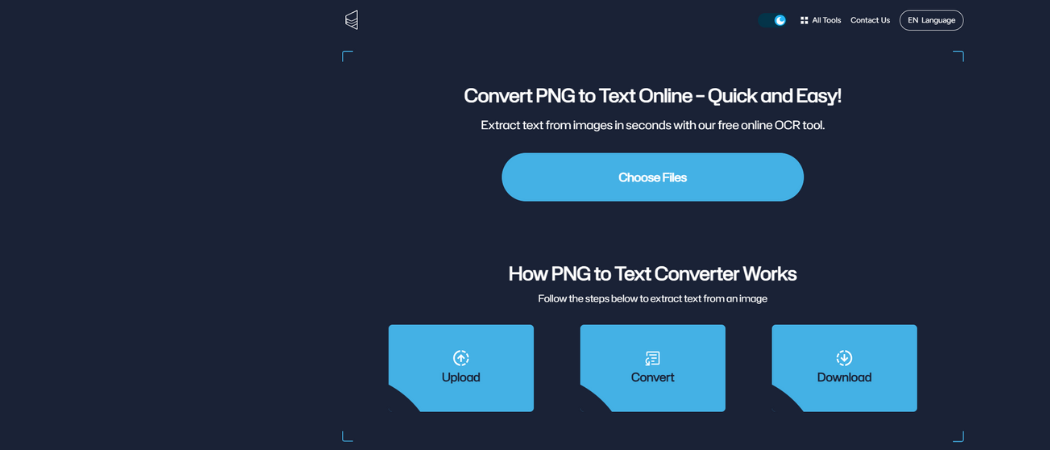 All Tools
Contact Us
EN Language
Convert PNG to Text Online – Quick and Easy!
Extract text from images in seconds with our free online OCR tool.
Choose Files
How PNG to Text Converter Works
Follow the steps below to extract text from an image
Upload
Convert
Download